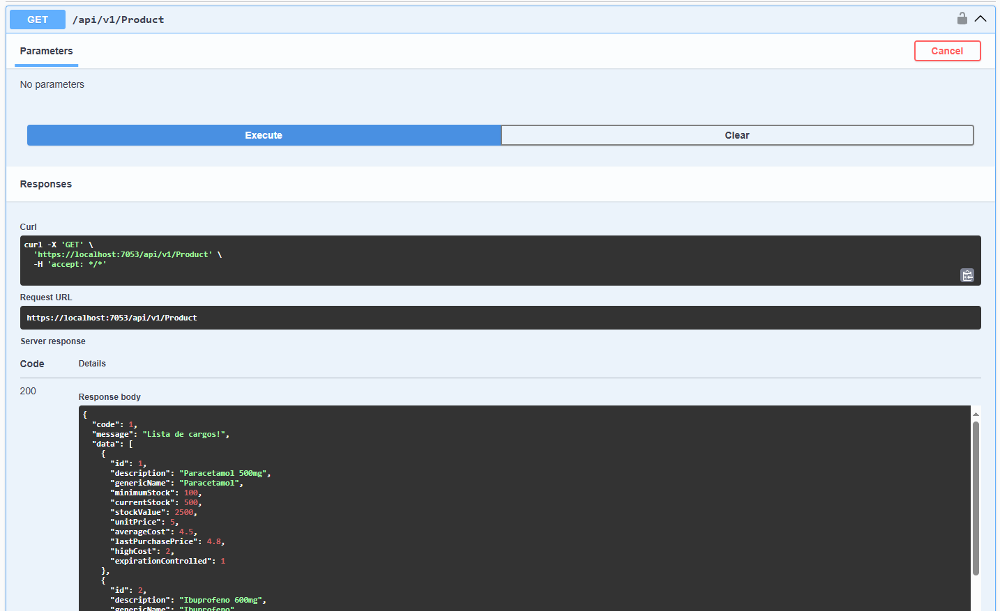 GET /api/v1/Product
Parameters
Cancel
No parameters
Execute
Clear
Responses
Curl
curl -X 'GET' \
  'https://localhost:7053/api/v1/Product' \
  -H 'accept: */*'
Request URL
https://localhost:7053/api/v1/Product
Server response
Code Details
200
Response body
{
  "code": 1,
  "message": "Lista de cargos!",
  "data": [
    {
      "id": 1,
      "description": "Paracetamol 500mg",
      "genericName": "Paracetamol",
      "minimumStock": 100,
      "currentStock": 500,
      "stockValue": 2500,
      "unitPrice": 5,
      "averageCost": 4.5,
      "lastPurchasePrice": 4.8,
      "highCost": 2,
      "expirationControlled": 1
    },
    {
      "id": 2,
      "description": "Ibuprofeno 600mg",
      "genericName": "Ibuprofeno"